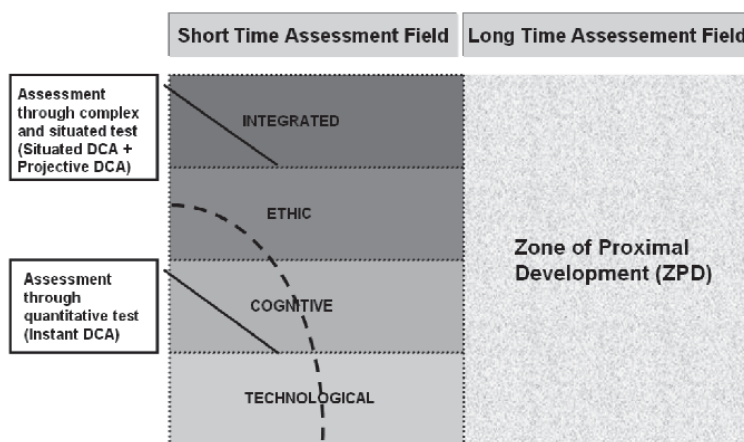 Short Time Assessment Field
Long Time Assessement Field
Assessment
through complex
and situated test
(Situated DCA +
Projective DCA)
INTEGRATED
ETHIC
Zone of Proximal
Development (ZPD)
Assessment
through
quantitative test
(Instant DCA)
COGNITIVE
TECHNOLOGICAL